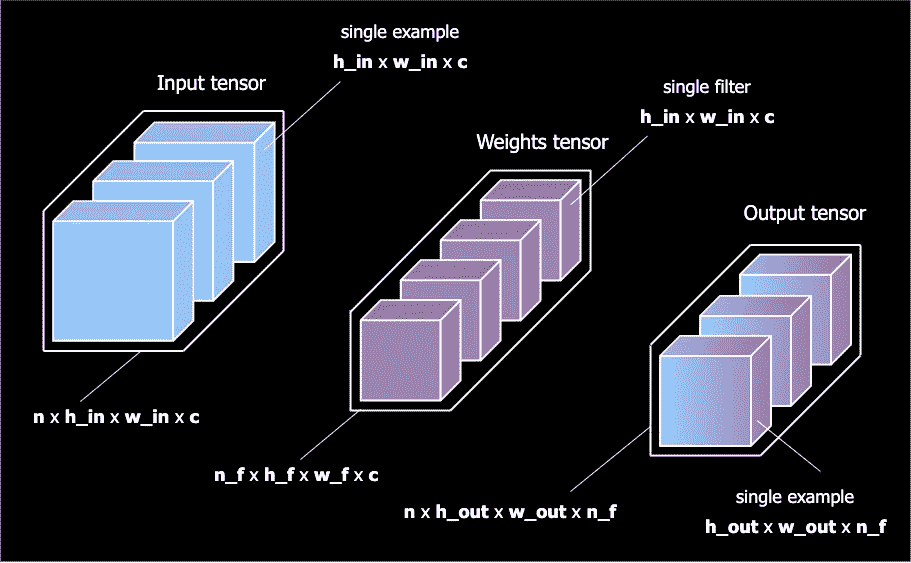 single example
h_in x w_in x c
Input tensor
single filter
h_in x w_in x c
Weights tensor
Output tensor
n x h_in x w_in x c
n_f x h_f x w_f x c
n x h_out x w_out x n_f
single example
h_out x w_out x n_f